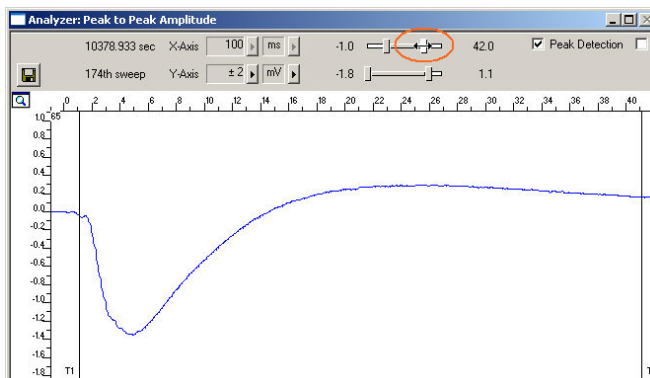 Analyzer: Peak to Peak Amplitude
10378.933 sec X-Axis 100 ms -1.0 42.0 Peak Detection
174th sweep Y-Axis ± 2 mV -1.8 1.1
0 2 4 6 8 10 12 14 16 18 20 22 24 26 28 30 32 34 36 38 40
1.0 65
0.8
0.6
0.4
0.2
0.0
-0.2
-0.4
-0.6
-0.8
-1.0
-1.2
-1.4
-1.6
-1.8 T1